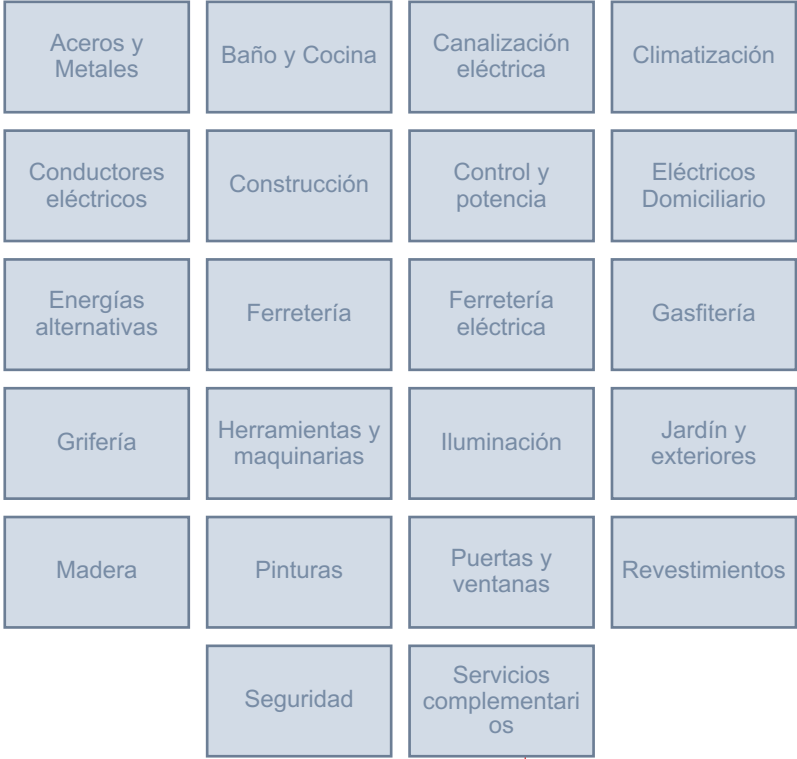 Aceros y
Metales
Baño y Cocina
Canalización
eléctrica
Climatización
Conductores
eléctricos
Construcción
Control y
potencia
Eléctricos
Domiciliario
Energías
alternativas
Ferretería
Ferretería
eléctrica
Gasfitería
Grifería
Herramientas y
maquinarias
Iluminación
Jardín y
exteriores
Madera
Pinturas
Puertas y
ventanas
Revestimientos
Seguridad
Servicios
complementari
os